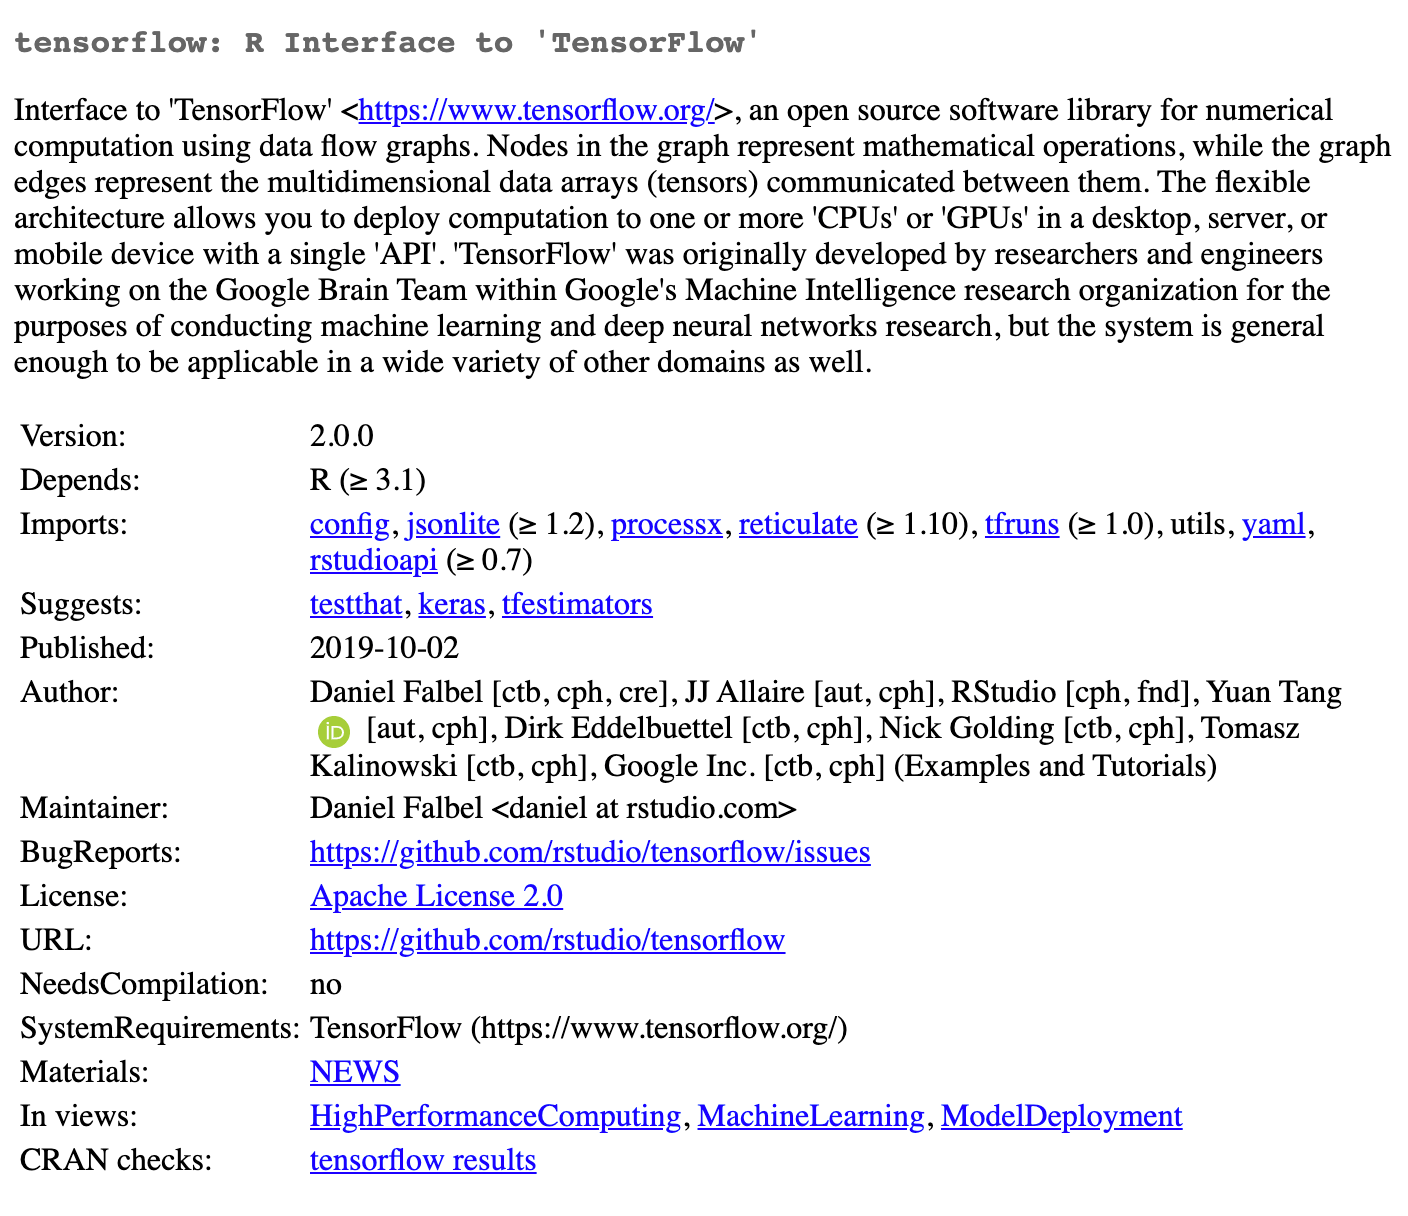 tensorflow: R Interface to 'TensorFlow'
Interface to 'TensorFlow' <https://www.tensorflow.org/>, an open source software library for numerical
computation using data flow graphs. Nodes in the graph represent mathematical operations, while the graph
edges represent the multidimensional data arrays (tensors) communicated between them. The flexible
architecture allows you to deploy computation to one or more 'CPUs' or 'GPUs' in a desktop, server, or
mobile device with a single 'API'. 'TensorFlow' was originally developed by researchers and engineers
working on the Google Brain Team within Google's Machine Intelligence research organization for the
purposes of conducting machine learning and deep neural networks research, but the system is general
enough to be applicable in a wide variety of other domains as well.
Version: 2.0.0
Depends: R (≥ 3.1)
Imports: config, jsonlite (≥ 1.2), processx, reticulate (≥ 1.10), tfruns (≥ 1.0), utils, yaml,
rstudioapi (≥ 0.7)
Suggests: testthat, keras, tfestimators
Published: 2019-10-02
Author: Daniel Falbel [ctb, cph, cre], JJ Allaire [aut, cph], RStudio [cph, fnd], Yuan Tang
iD [aut, cph], Dirk Eddelbuettel [ctb, cph], Nick Golding [ctb, cph], Tomasz
Kalinowski [ctb, cph], Google Inc. [ctb, cph] (Examples and Tutorials)
Maintainer: Daniel Falbel <daniel at rstudio.com>
BugReports: https://github.com/rstudio/tensorflow/issues
License: Apache License 2.0
URL: https://github.com/rstudio/tensorflow
NeedsCompilation: no
SystemRequirements: TensorFlow (https://www.tensorflow.org/)
Materials: NEWS
In views: HighPerformanceComputing, MachineLearning, ModelDeployment
CRAN checks: tensorflow results